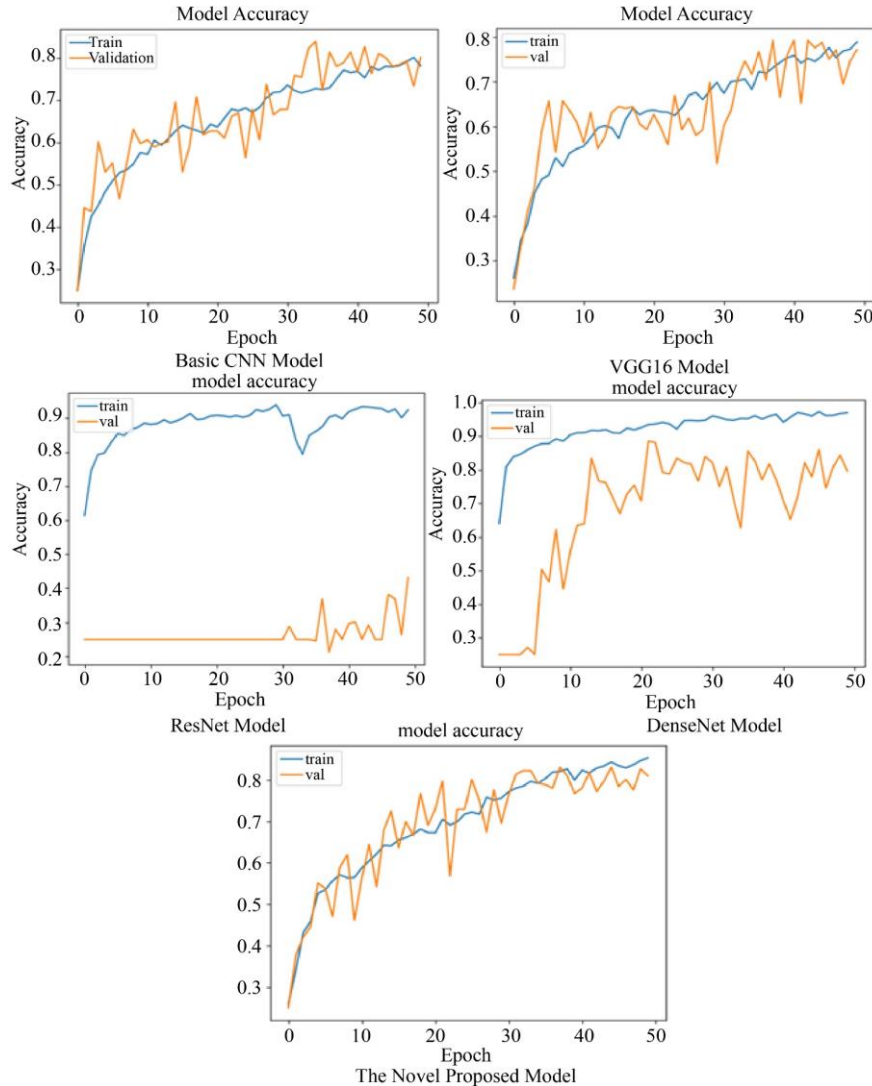 Model Accuracy
Train
Validation
0.8
0.7
0.6
0.5
0.3
Accuracy
0 10 20 30 40 50
Epoch
Basic CNN Model
Model Accuracy
train
val
0.8
0.7
0.6
0.5
0.3
Accuracy
0 10 20 30 40 50
Epoch
VGG16 Model
model accuracy
train
val
0.9
0.8
0.7
0.6
0.5
0.4
0.3
0.2
Accuracy
0 10 20 30 40 50
Epoch
ResNet Model
model accuracy
train
val
1.0
0.9
0.8
0.7
0.6
0.5
0.4
0.3
Accuracy
0 10 20 30 40 50
Epoch
DenseNet Model
model accuracy
train
val
0.8
0.7
0.6
0.5
0.4
0.3
Accuracy
0 10 20 30 40 50
Epoch
The Novel Proposed Model